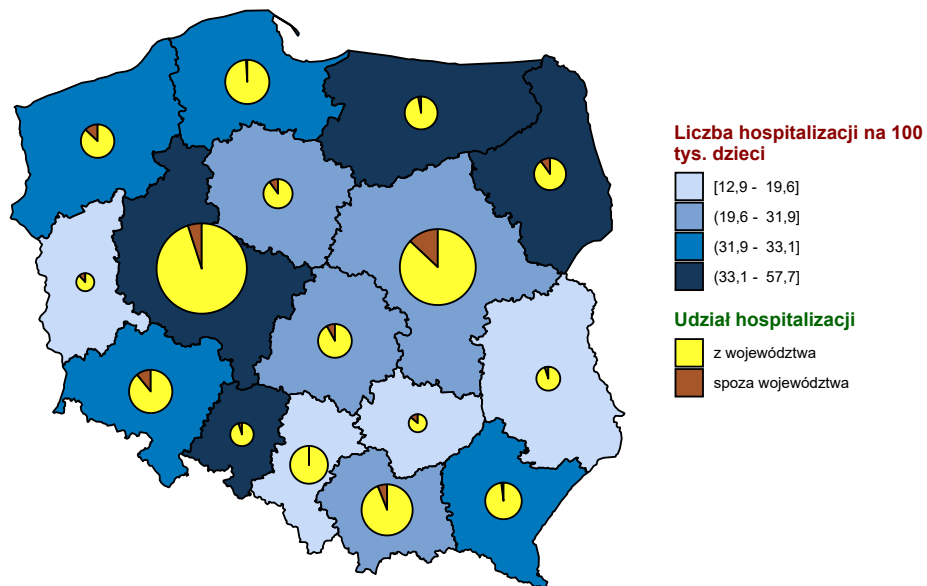 Liczba hospitalizacji na 100
tys. dzieci
[12,9 - 19,6]
(19,6 - 31,9]
(31,9 - 33,1]
(33,1 - 57,7]
Udział hospitalizacji
z województwa
spoza województwa